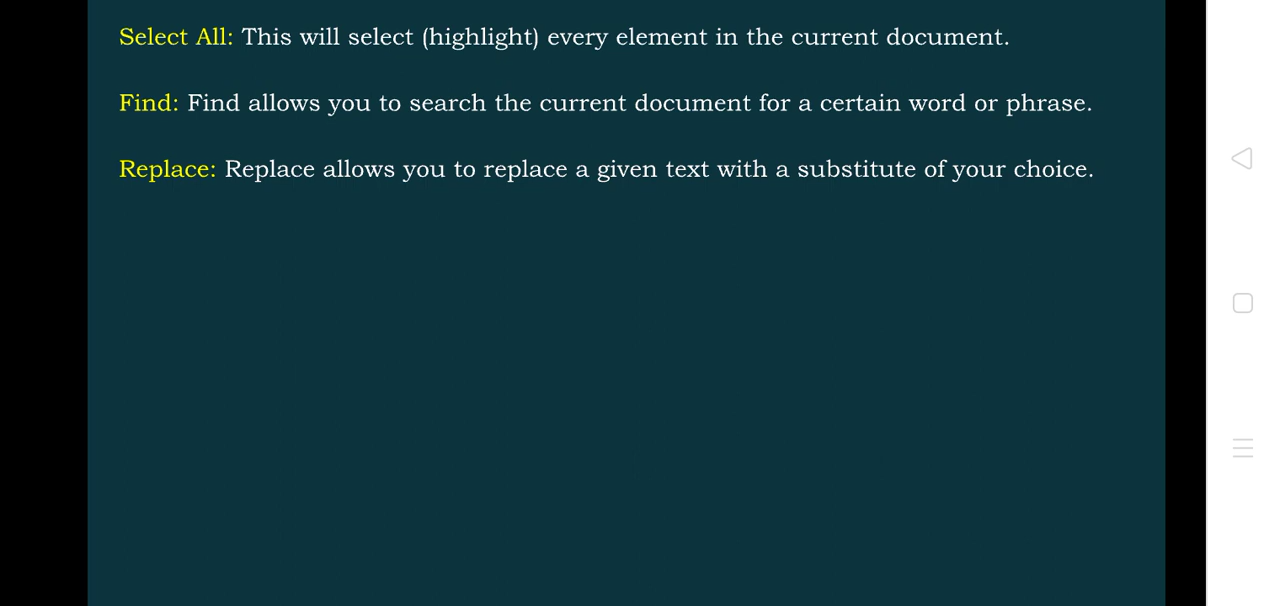 Select All: This will select (highlight) every element in the current document.
Find: Find allows you to search the current document for a certain word or phrase.
Replace: Replace allows you to replace a given text with a substitute of your choice.